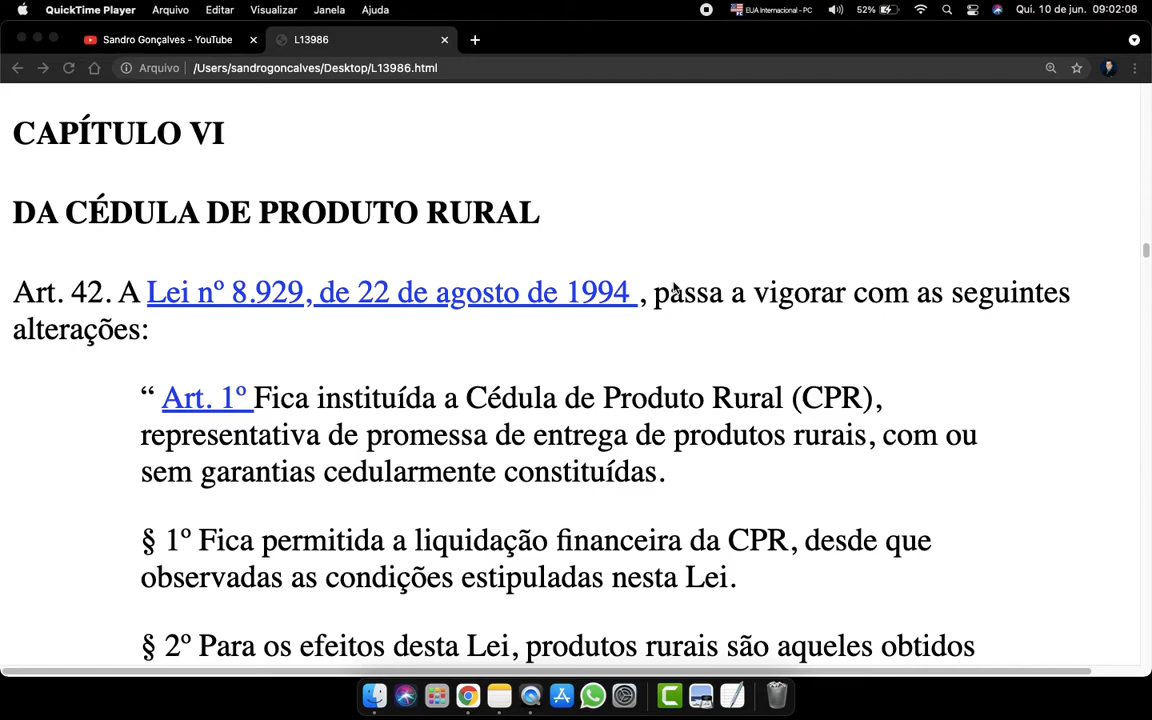 QuickTime Player Arquivo Editar Visualizar Janela Ajuda EUA Internacional - PC 52% Qui. 10 de jun. 09:02:08
Sandro Gonçalves - YouTube L13986
Arquivo /Users/sandrogoncalves/Desktop/L13986.html
CAPÍTULO VI
DA CÉDULA DE PRODUTO RURAL
Art. 42. A Lei nº 8.929, de 22 de agosto de 1994 , passa a vigorar com as seguintes
alterações:
“ Art. 1º Fica instituída a Cédula de Produto Rural (CPR),
representativa de promessa de entrega de produtos rurais, com ou
sem garantias cedularmente constituídas.
§ 1º Fica permitida a liquidação financeira da CPR, desde que
observadas as condições estipuladas nesta Lei.
§ 2º Para os efeitos desta Lei, produtos rurais são aqueles obtidos